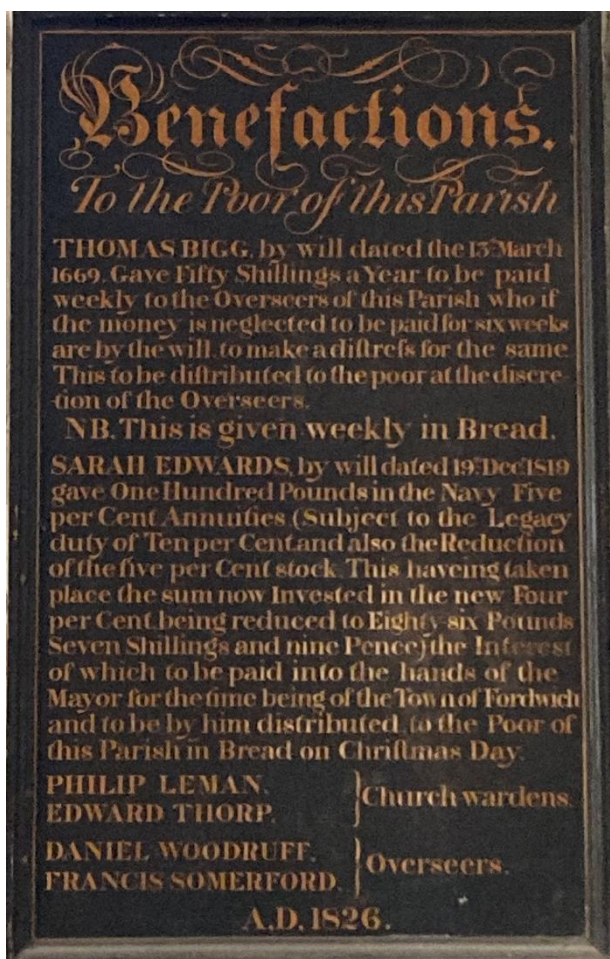 Benefactions.
To the Poor of this Parish
THOMAS BIGG, by will dated the 13th March
1669, Gave Fifty Shillings a Year to be paid
weekly to the Overseers of this Parish who if
the money is neglected to be paid for six weeks
are by the will, to make a diſtreſs for the same
This to be diſtributed to the poor at the discre-
-tion of the Overseers.
NB. This is given weekly in Bread.
SARAH EDWARDS, by will dated 19th Decr 1819
gave One Hundred Pounds in the Navy Five
per Cent Annuities (Subject to the Legacy
duty of Ten per Cent and also the Reduction
of the five per Cent stock This haveing taken
place the sum now Invested in the new Four
per Cent being reduced to Eighty six Pounds
Seven Shillings and nine Pence) the Interest
of which to be paid into the hands of the
Mayor for the time being of the Town of Fordwich
and to be by him distributed, to the Poor of
this Parish in Bread on Chriſtmas Day.
PHILIP LEMAN.
EDWARD THORP.
} Church wardens.
DANIEL WOODRUFF.
FRANCIS SOMERFORD.
} Overseers.
A.D. 1826.